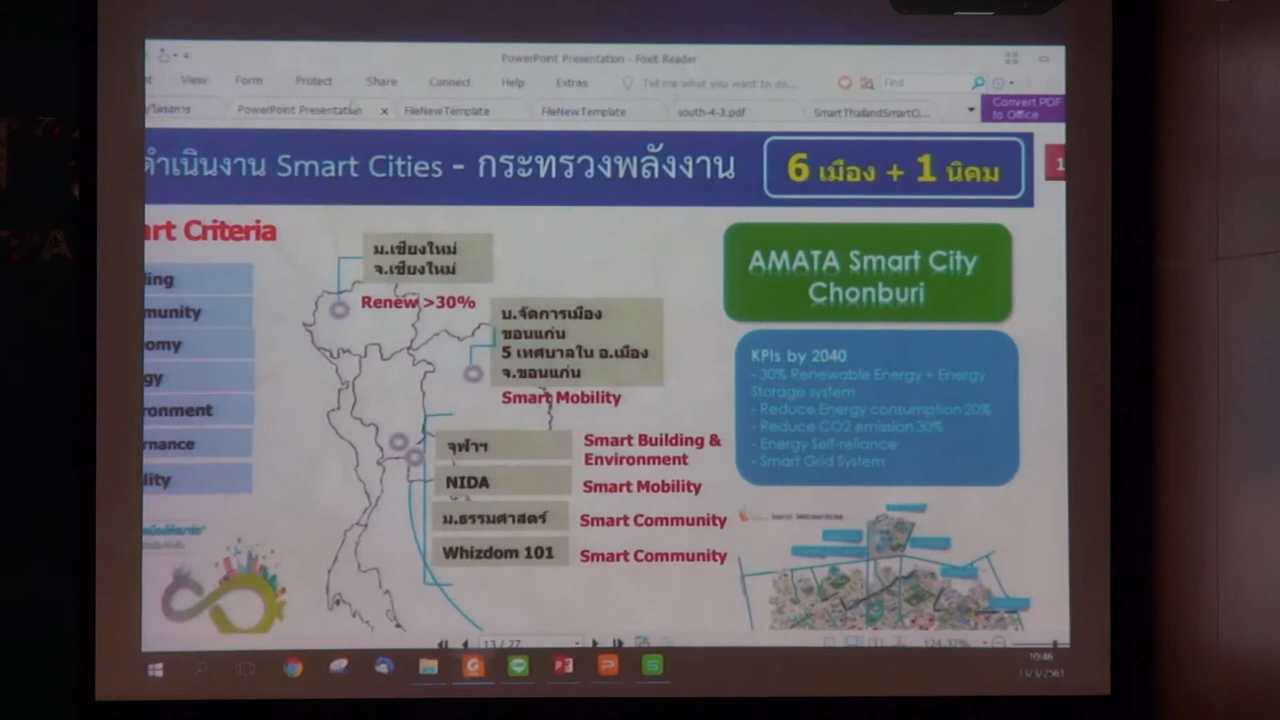 PowerPoint Presentation - Foxit Reader
View Form Protect Share Connect Help Extras Tell me what you want to do... Find
PowerPoint Presentation × FileNewTemplate FileNewTemplate south-4-3.pdf SmartThailandSmartCi...
Convert PDF
to Office
ดำเนินงาน Smart Cities - กระทรวงพลังงาน
6 เมือง + 1 นิคม
1
art Criteria
ding
munity
omy
gy
ronment
rnance
lity
ม.เชียงใหม่
จ.เชียงใหม่
Renew >30%
บ.จัดการเมือง
ขอนแก่น
5 เทศบาลใน อ.เมือง
จ.ขอนแก่น
Smart Mobility
จุฬาฯ
Smart Building &
Environment
NIDA
Smart Mobility
ม.ธรรมศาสตร์
Smart Community
Whizdom 101
Smart Community
AMATA Smart City
Chonburi
KPIs by 2040
- 30% Renewable Energy + Energy
Storage system
- Reduce Energy consumption 20%
- Reduce CO2 emission 30%
- Energy Self-reliance
- Smart Grid System
13 / 27
124.37%
10:46
13/3/2561